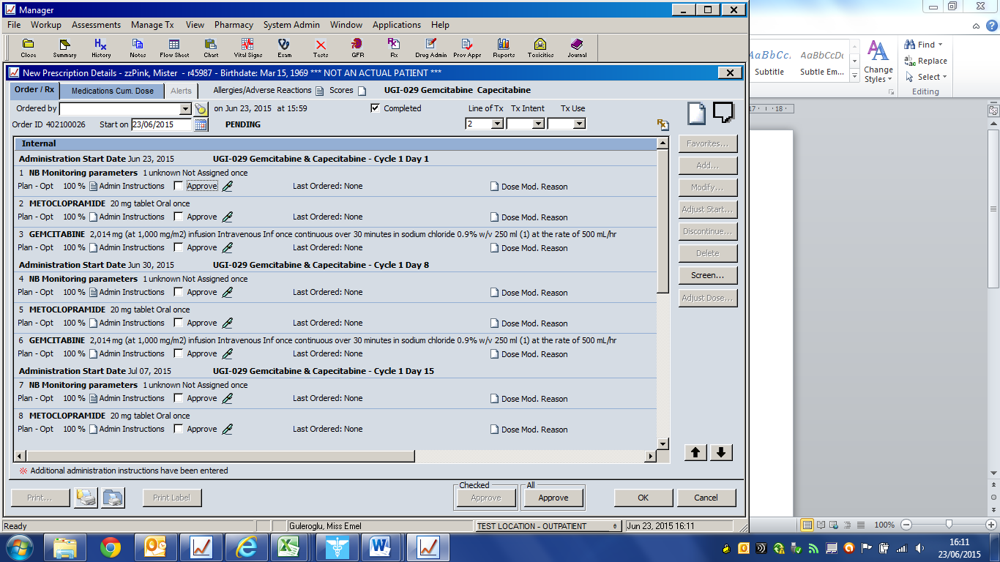 Manager
File Workup Assessments Manage Tx View Pharmacy System Admin Window Applications Help
Close Summary History Notes Flow Sheet Chart Vital Signs Exam Tests GFR Rx Drug Admin Prov Appr Reports Toxicities Journal
New Prescription Details - zzPink, Mister - r45987 - Birthdate: Mar 15, 1969 *** NOT AN ACTUAL PATIENT ***
Order / Rx Medications Cum. Dose Alerts Allergies/Adverse Reactions Scores UGI-029 Gemcitabine Capecitabine
Ordered by on Jun 23, 2015 at 15:59 Completed Line of Tx Tx Intent Tx Use
Order ID 402100026 Start on 23/06/2015 PENDING 2
Internal
Administration Start Date Jun 23, 2015 UGI-029 Gemcitabine & Capecitabine - Cycle 1 Day 1
1 NB Monitoring parameters 1 unknown Not Assigned once
Plan - Opt 100 % Admin Instructions Approve Last Ordered: None Dose Mod. Reason
2 METOCLOPRAMIDE 20 mg tablet Oral once
Plan - Opt 100 % Admin Instructions Approve Last Ordered: None Dose Mod. Reason
3 GEMCITABINE 2,014 mg (at 1,000 mg/m2) infusion Intravenous Inf once continuous over 30 minutes in sodium chloride 0.9% w/v 250 ml (1) at the rate of 500 mL/hr
Plan - Opt 100 % Admin Instructions Approve Last Ordered: None Dose Mod. Reason
Administration Start Date Jun 30, 2015 UGI-029 Gemcitabine & Capecitabine - Cycle 1 Day 8
4 NB Monitoring parameters 1 unknown Not Assigned once
Plan - Opt 100 % Admin Instructions Approve Last Ordered: None Dose Mod. Reason
5 METOCLOPRAMIDE 20 mg tablet Oral once
Plan - Opt 100 % Admin Instructions Approve Last Ordered: None Dose Mod. Reason
6 GEMCITABINE 2,014 mg (at 1,000 mg/m2) infusion Intravenous Inf once continuous over 30 minutes in sodium chloride 0.9% w/v 250 ml (1) at the rate of 500 mL/hr
Plan - Opt 100 % Admin Instructions Approve Last Ordered: None Dose Mod. Reason
Administration Start Date Jul 07, 2015 UGI-029 Gemcitabine & Capecitabine - Cycle 1 Day 15
7 NB Monitoring parameters 1 unknown Not Assigned once
Plan - Opt 100 % Admin Instructions Approve Last Ordered: None Dose Mod. Reason
8 METOCLOPRAMIDE 20 mg tablet Oral once
Plan - Opt 100 % Admin Instructions Approve Last Ordered: None Dose Mod. Reason
Additional administration instructions have been entered
Favorites...
Add...
Modify...
Adjust Start...
Discontinue...
Delete
Screen...
Adjust Dose...
Checked All
Print... Print Label Approve Approve OK Cancel
Ready Guleroglu, Miss Emel TEST LOCATION - OUTPATIENT Jun 23, 2015 16:11
AaBbCc. AaBbCcDc
Subtitle Subtle Em...
Change Styles
Find
Replace
Select
Editing
17 18
100%
16:11
23/06/2015